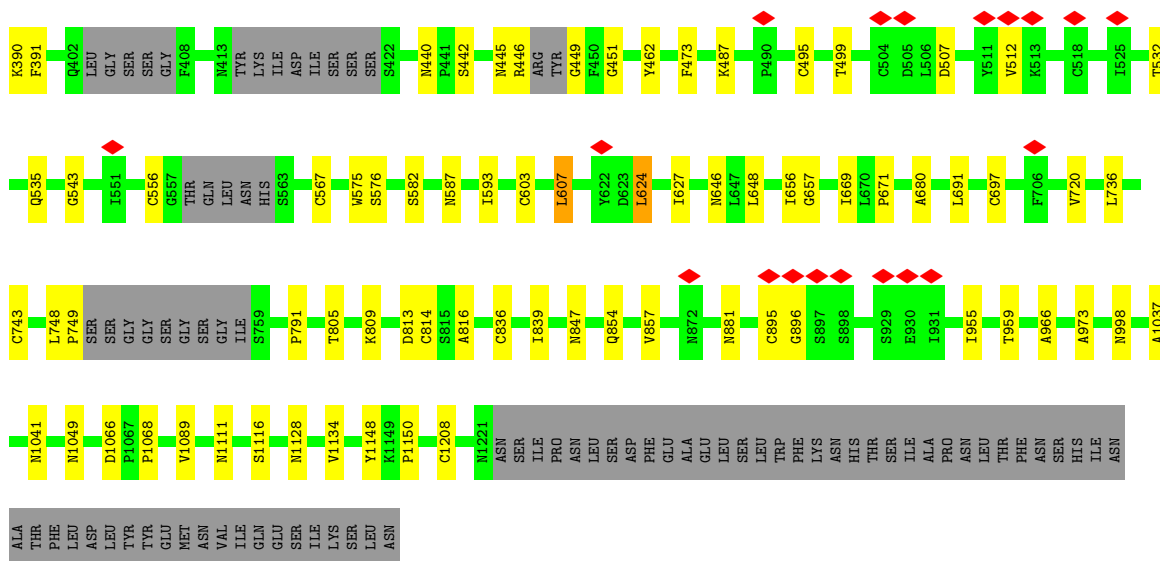 K390 F391 Q402 LEU GLY SER SER GLY F408 N413 TYR LYS ILE ASP ILE SER SER SER S422 N440 P441 S442 N445 R446 ARG TYR G449 F450 G451 Y462 F473 K487 P490 C495 T499 C504 D505 L506 D507 Y511 V512 K513 C518 I525 T532
Q535 G543 I551 C556 G557 THR GLN LEU ASN HIS S563 C567 W575 S576 S582 N587 I593 C603 L607 Y622 D623 L624 I627 N646 L647 L648 I656 G657 I669 L670 P671 A680 L691 C697 F706 V720 L736
C743 L748 P749 SER SER GLY GLY SER GLY SER GLY ILE S759 P791 T805 K809 D813 C814 S815 A816 C836 I839 N847 Q854 V857 N872 N881 C895 G896 S897 S898 S929 E930 I931 I955 T959 A966 A973 N998 A1037
N1041 N1049 D1066 P1067 P1068 V1089 N1111 S1116 N1128 V1134 Y1148 K1149 P1150 C1208 N1221 ASN SER ILE PRO ASN LEU SER ASP PHE GLU ALA GLU LEU SER LEU TRP PHE LYS ASN HIS THR SER ILE ALA PRO ASN LEU THR PHE ASN SER HIS ILE ASN
ALA THR PHE LEU ASP LEU TYR TYR GLU MET ASN VAL ILE GLN GLU SER ILE LYS SER LEU ASN